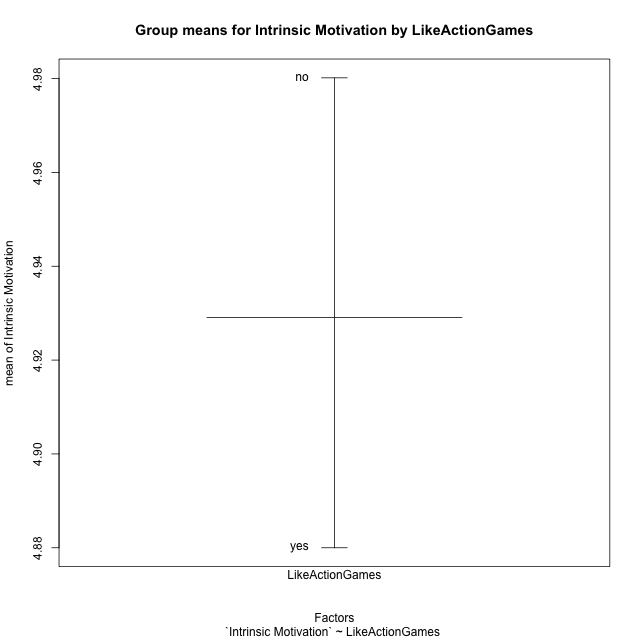 Group means for Intrinsic Motivation by LikeActionGames
mean of Intrinsic Motivation
4.98
4.96
4.94
4.92
4.90
4.88
no
yes
LikeActionGames
Factors
`Intrinsic Motivation` ~ LikeActionGames